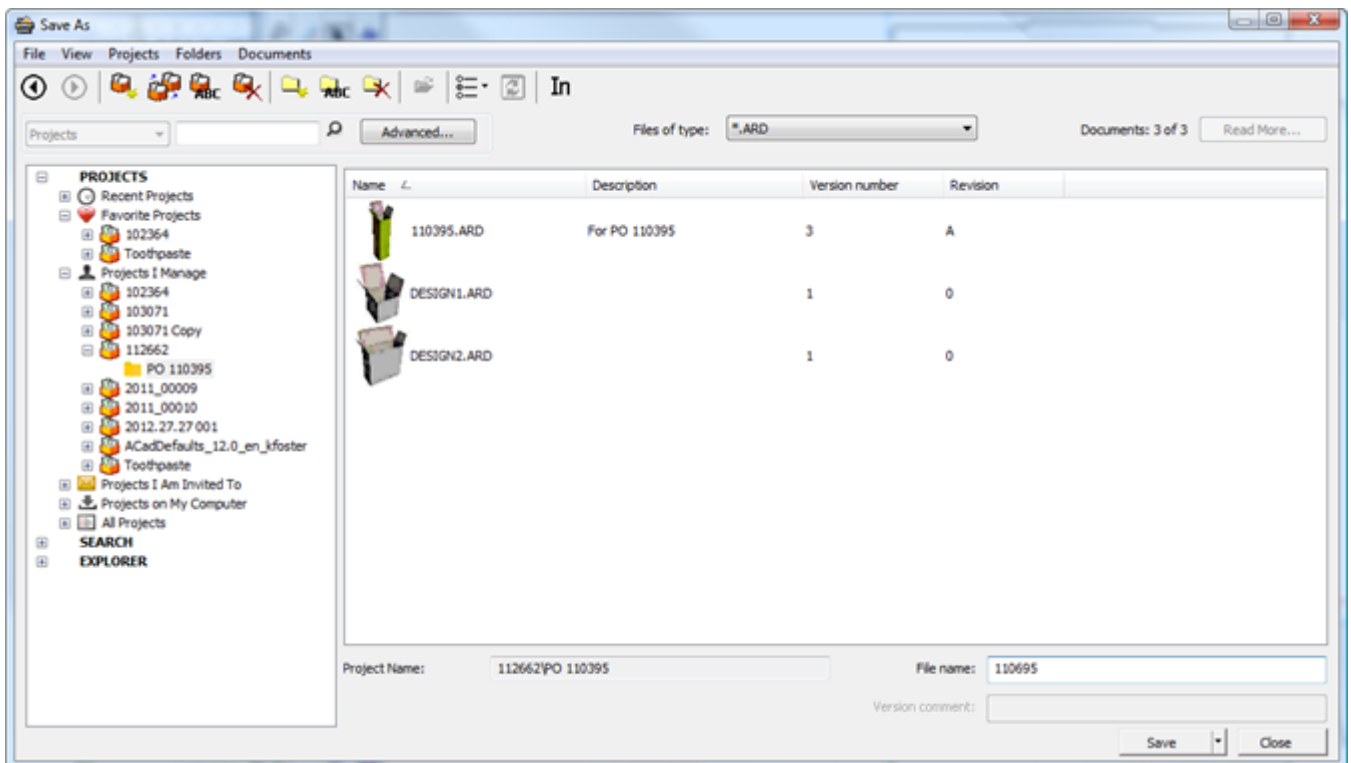 Save As
File View Projects Folders Documents
ABC ABC In
Projects Advanced... Files of type: *.ARD Documents: 3 of 3 Read More...
PROJECTS
Recent Projects
Favorite Projects
102364
Toothpaste
Projects I Manage
102364
103071
103071 Copy
112662
PO 110395
2011_00009
2011_00010
2012.27.27 001
ACadDefaults_12.0_en_kfoster
Toothpaste
Projects I Am Invited To
Projects on My Computer
All Projects
SEARCH
EXPLORER
Name Description Version number Revision
110395.ARD For PO 110395 3 A
DESIGN1.ARD 1 0
DESIGN2.ARD 1 0
Project Name: 112662\PO 110395 File name: 110695
Version comment:
Save Close